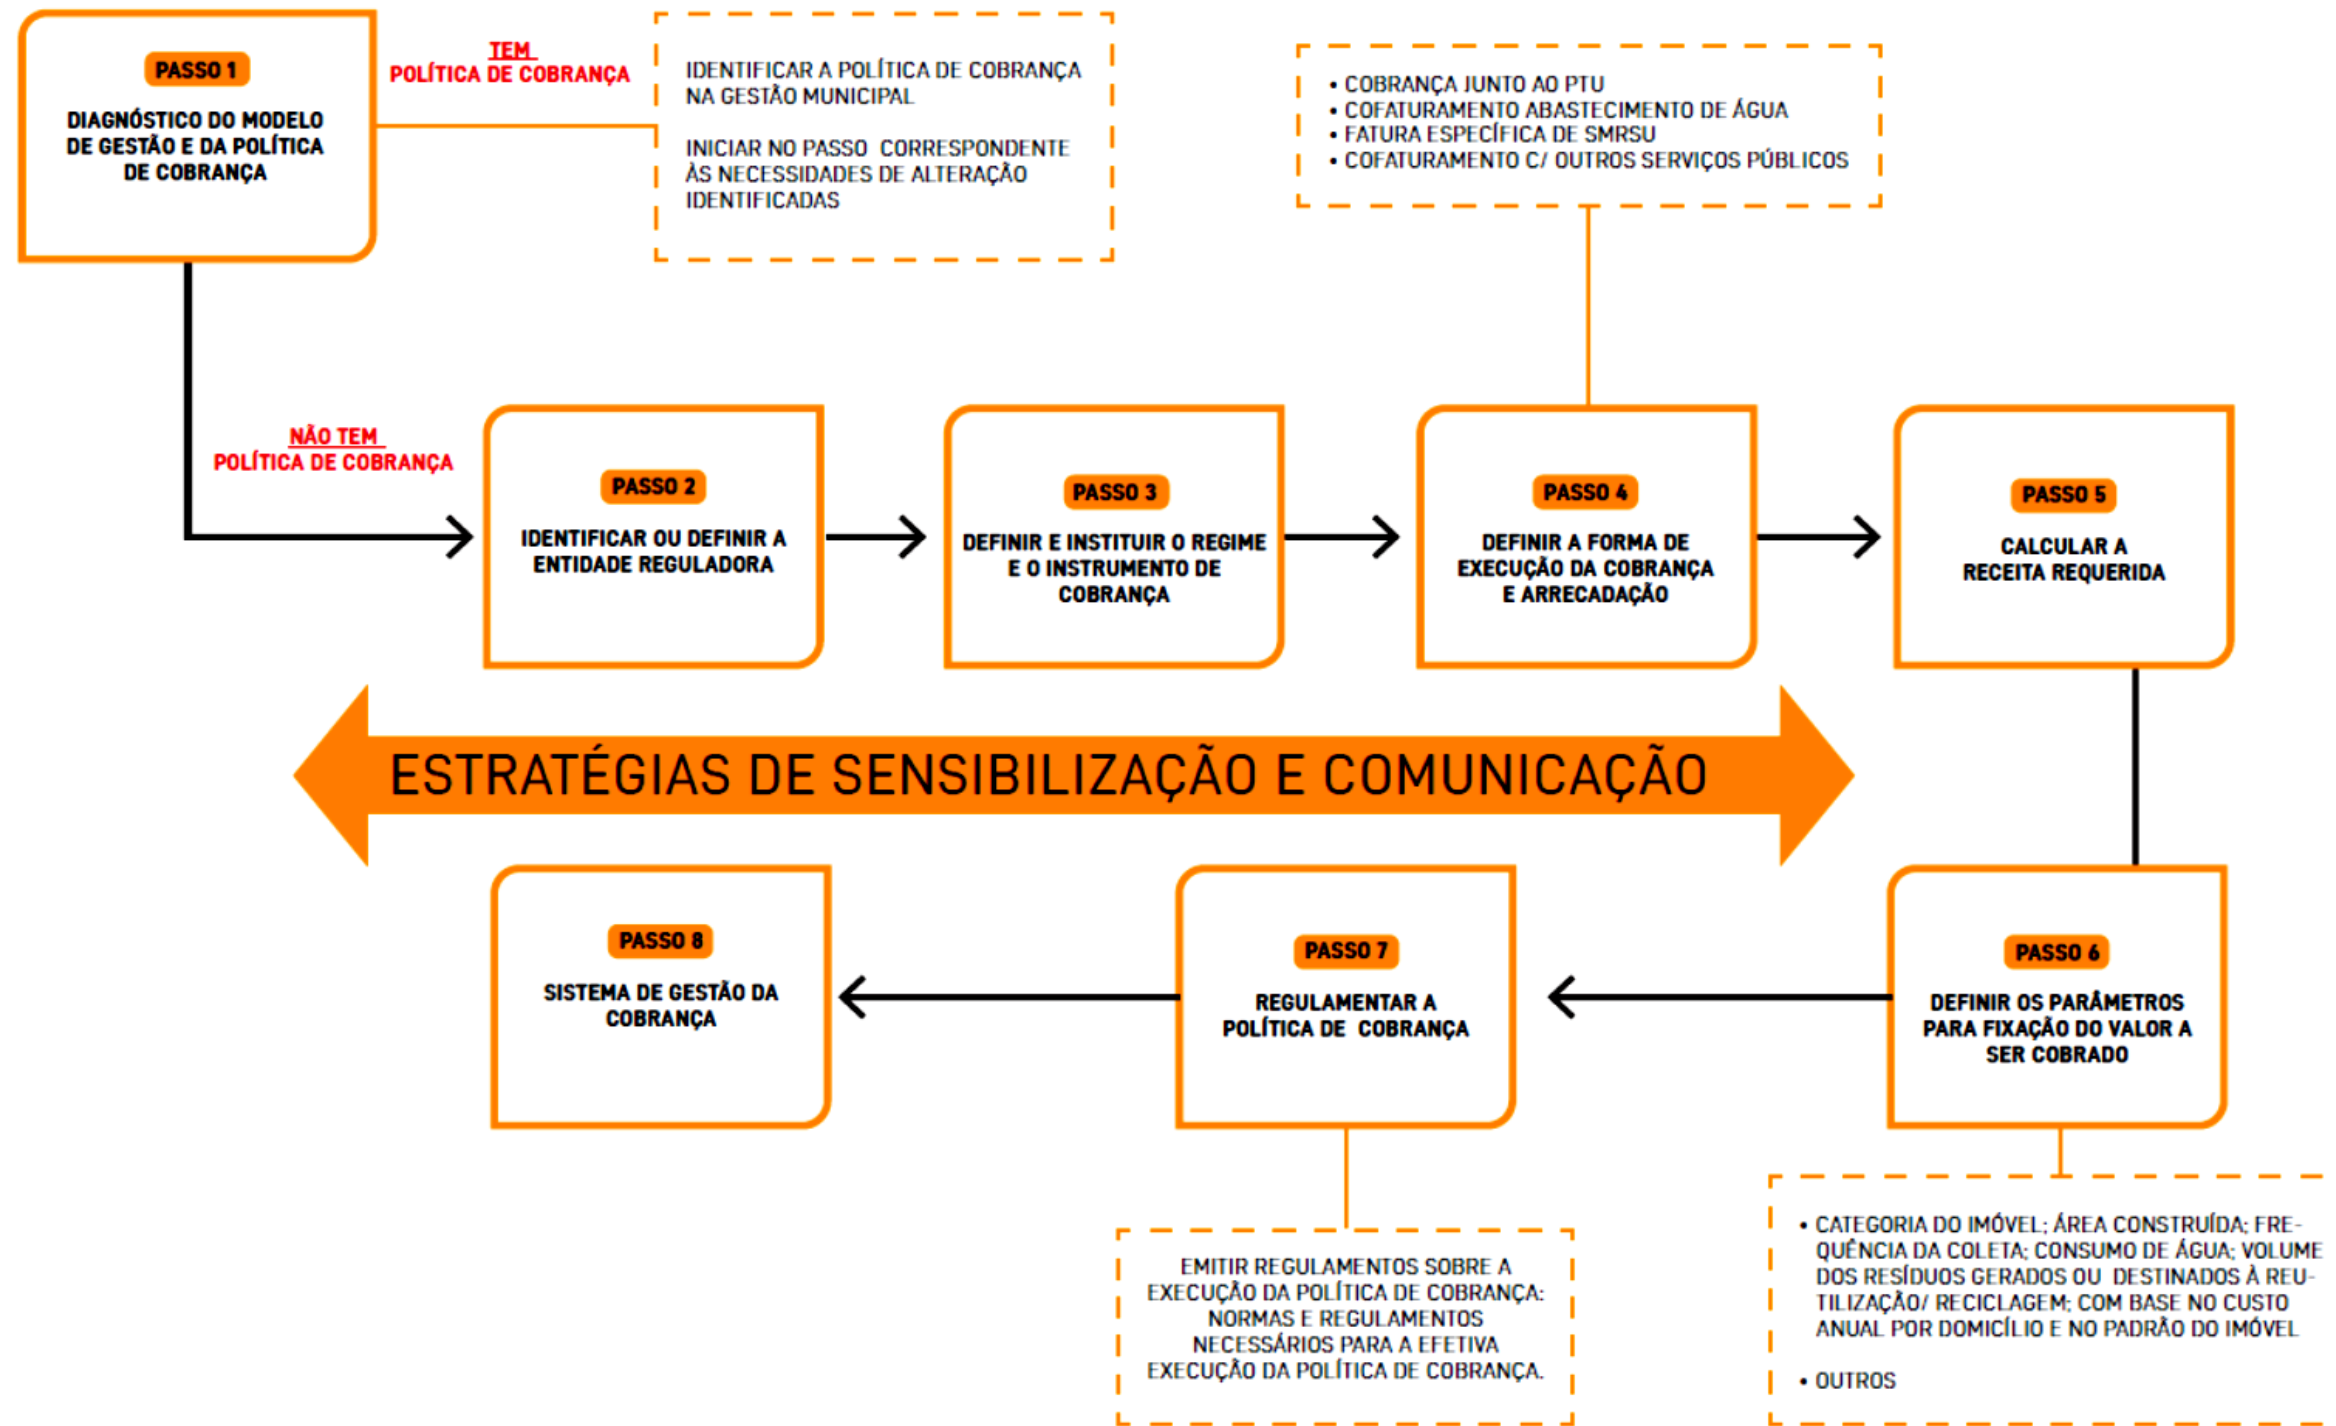 PASSO 1
DIAGNÓSTICO DO MODELO
DE GESTÃO E DA POLÍTICA
DE COBRANÇA
TEM
POLÍTICA DE COBRANÇA
IDENTIFICAR A POLÍTICA DE COBRANÇA
NA GESTÃO MUNICIPAL
INICIAR NO PASSO CORRESPONDENTE
ÀS NECESSIDADES DE ALTERAÇÃO
IDENTIFICADAS
• COBRANÇA JUNTO AO PTU
• COFATURAMENTO ABASTECIMENTO DE ÁGUA
• FATURA ESPECÍFICA DE SMRSU
• COFATURAMENTO C/ OUTROS SERVIÇOS PÚBLICOS
NÃO TEM
POLÍTICA DE COBRANÇA
PASSO 2
IDENTIFICAR OU DEFINIR A
ENTIDADE REGULADORA
PASSO 3
DEFINIR E INSTITUIR O REGIME
E O INSTRUMENTO DE
COBRANÇA
PASSO 4
DEFINIR A FORMA DE
EXECUÇÃO DA COBRANÇA
E ARRECADAÇÃO
PASSO 5
CALCULAR A
RECEITA REQUERIDA
ESTRATÉGIAS DE SENSIBILIZAÇÃO E COMUNICAÇÃO
PASSO 6
DEFINIR OS PARÂMETROS
PARA FIXAÇÃO DO VALOR A
SER COBRADO
• CATEGORIA DO IMÓVEL; ÁREA CONSTRUÍDA; FRE-
QUÊNCIA DA COLETA; CONSUMO DE ÁGUA; VOLUME
DOS RESÍDUOS GERADOS OU DESTINADOS À REU-
TILIZAÇÃO/ RECICLAGEM; COM BASE NO CUSTO
ANUAL POR DOMICÍLIO E NO PADRÃO DO IMÓVEL
• OUTROS
PASSO 7
REGULAMENTAR A
POLÍTICA DE COBRANÇA
EMITIR REGULAMENTOS SOBRE A
EXECUÇÃO DA POLÍTICA DE COBRANÇA:
NORMAS E REGULAMENTOS
NECESSÁRIOS PARA A EFETIVA
EXECUÇÃO DA POLÍTICA DE COBRANÇA.
PASSO 8
SISTEMA DE GESTÃO DA
COBRANÇA